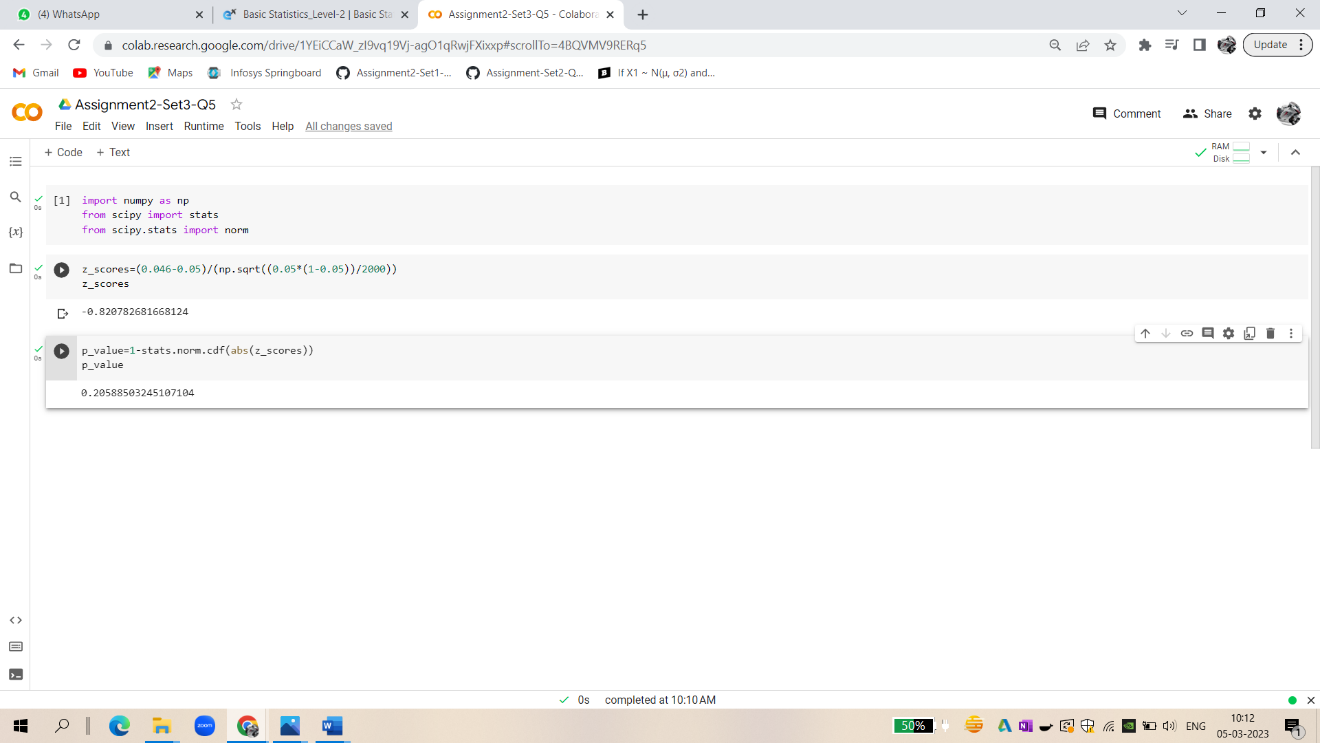 (4) WhatsApp
Basic Statistics_Level-2 | Basic Sta
Assignment2-Set3-Q5 - Colabora
colab.research.google.com/drive/1YEiCCaW_zI9vq19Vj-agO1qRwjFXixxp#scrollTo=4BQVMV9RERq5
Update
Gmail
YouTube
Maps
Infosys Springboard
Assignment2-Set1-...
Assignment-Set2-Q...
If X1 ~ N(μ, σ2) and...
Assignment2-Set3-Q5
File Edit View Insert Runtime Tools Help All changes saved
Comment
Share
+ Code + Text
RAM
Disk
[1] import numpy as np
from scipy import stats
from scipy.stats import norm
0s
{x}
z_scores=(0.046-0.05)/(np.sqrt((0.05*(1-0.05))/2000))
0s
z_scores
-0.820782681668124
p_value=1-stats.norm.cdf(abs(z_scores))
0s
p_value
0.20588503245107104
0s completed at 10:10 AM
zoom
50%
ENG
10:12
05-03-2023
1